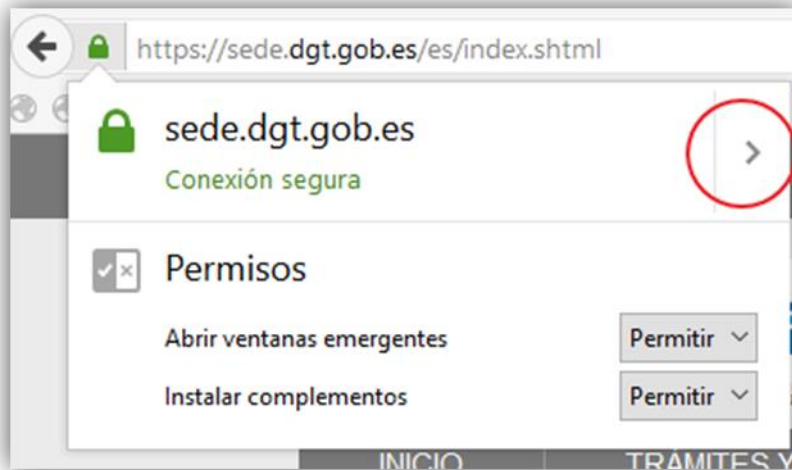 https://sede.dgt.gob.es/es/index.shtml
sede.dgt.gob.es
Conexión segura
Permisos
Abrir ventanas emergentes Permitir
Instalar complementos Permitir
INICIO TRÁMITES Y